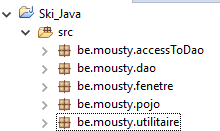 Ski_Java
src
be.mousty.accessToDao
be.mousty.dao
be.mousty.fenetre
be.mousty.pojo
be.mousty.utilitaire